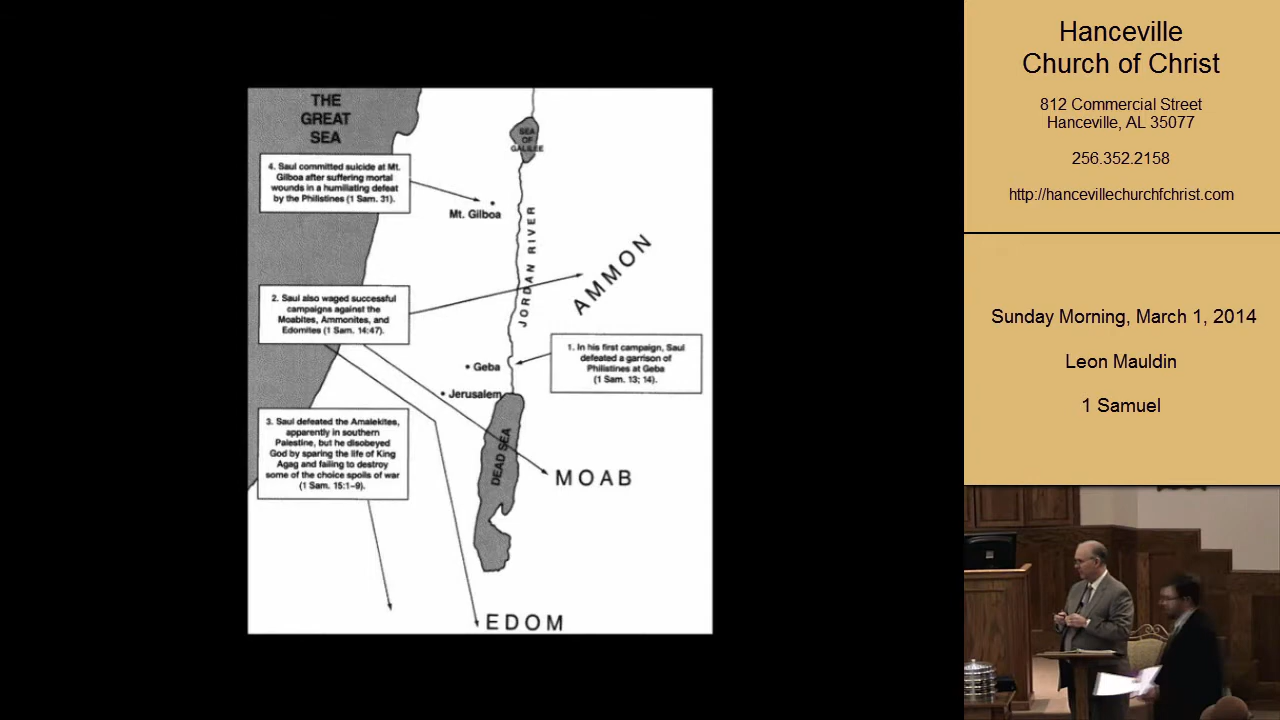 THE
GREAT
SEA
SEA
OF
GALILEE
4. Saul committed suicide at Mt.
Gilboa after suffering mortal
wounds in a humiliating defeat
by the Philistines (1 Sam. 31).
Mt. Gilboa
JORDAN RIVER
AMMON
2. Saul also waged successful
campaigns against the
Moabites, Ammonites, and
Edomites (1 Sam. 14:47).
1. In his first campaign, Saul
defeated a garrison of
Philistines at Geba
(1 Sam. 13; 14).
Geba
Jerusalem
3. Saul defeated the Amalekites,
apparently in southern
Palestine, but he disobeyed
God by sparing the life of King
Agag and failing to destroy
some of the choice spoils of war
(1 Sam. 15:1–9).
DEAD SEA
MOAB
EDOM
Hanceville
Church of Christ
812 Commercial Street
Hanceville, AL 35077
256.352.2158
http://hancevillechurchfchrist.com
Sunday Morning, March 1, 2014
Leon Mauldin
1 Samuel